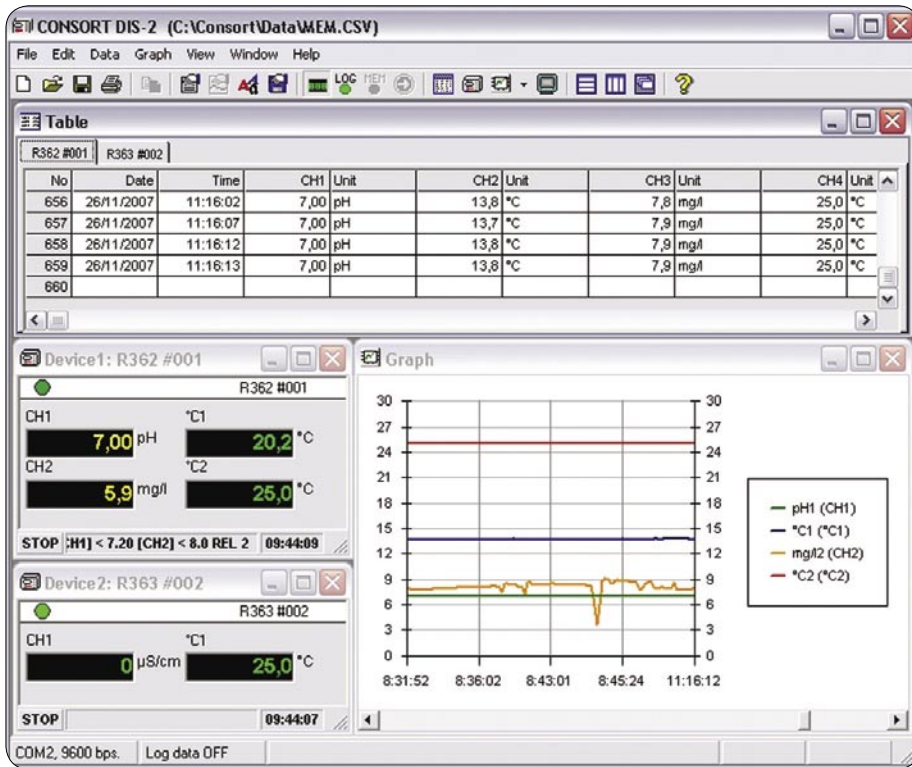 CONSORT DIS-2 (C:\Consort\Data\MEM.CSV)
File Edit Data Graph View Window Help
LOG MEM
Table
R362 #001 R363 #002
No Date Time CH1 Unit CH2 Unit CH3 Unit CH4 Unit
656 26/11/2007 11:16:02 7,00 pH 13,8 °C 7,8 mg/l 25,0 °C
657 26/11/2007 11:16:07 7,00 pH 13,7 °C 7,9 mg/l 25,0 °C
658 26/11/2007 11:16:12 7,00 pH 13,8 °C 7,9 mg/l 25,0 °C
659 26/11/2007 11:16:13 7,00 pH 13,8 °C 7,9 mg/l 25,0 °C
660
Device1: R362 #001
R362 #001
CH1 °C1
7,00 pH 20,2 °C
CH2 °C2
5,9 mg/l 25,0 °C
STOP :H1] < 7.20 [CH2] < 8.0 REL 2 09:44:09
Device2: R363 #002
R363 #002
CH1 °C1
0 µS/cm 25,0 °C
STOP 09:44:07
Graph
30 30
27 27
24 24
21 21
18 18
15 15
12 12
9 9
6 6
3 3
0 0
8:31:52 8:36:02 8:43:01 8:45:24 11:16:12
pH1 (CH1)
°C1 (°C1)
mg/l2 (CH2)
°C2 (°C2)
COM2, 9600 bps. Log data OFF